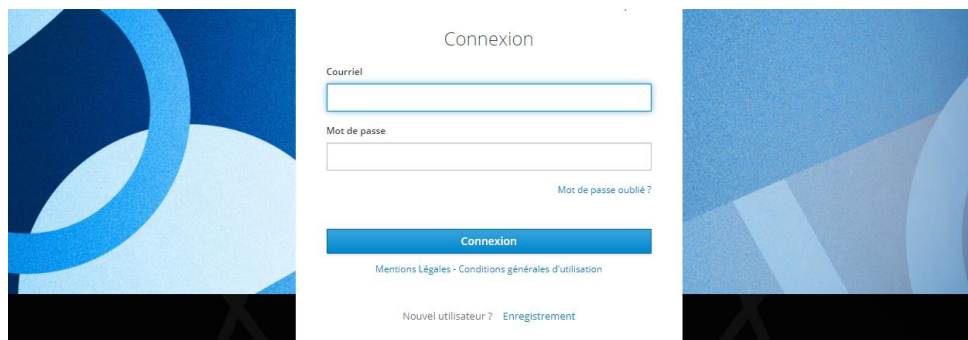 Connexion
Courriel
Mot de passe
Mot de passe oublié ?
Connexion
Mentions Légales - Conditions générales d'utilisation
Nouvel utilisateur ? Enregistrement